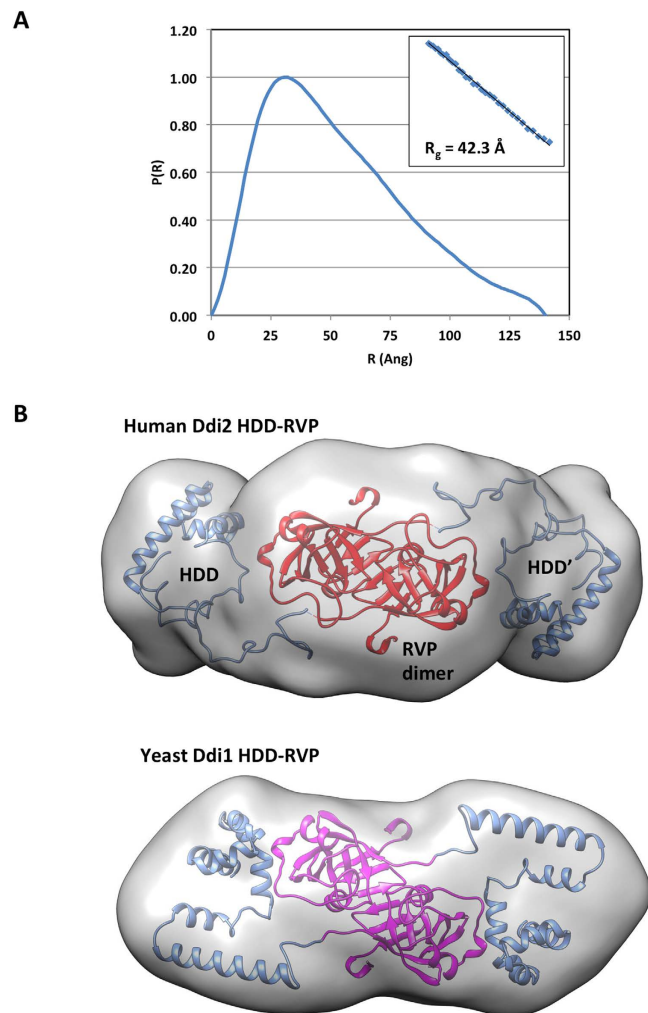 A
1.20
1.00
0.80
0.60
0.40
0.20
0.00
P(R)
Rg = 42.3 Å
0 25 50 75 100 125 150
R (Ang)
B
Human Ddi2 HDD-RVP
HDD
HDD'
RVP
dimer
Yeast Ddi1 HDD-RVP